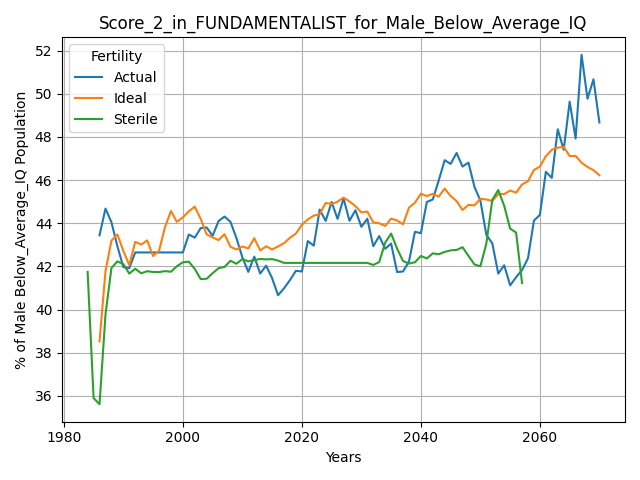 Score_2_in_FUNDAMENTALIST_for_Male_Below_Average_IQ
Fertility
Actual
Ideal
Sterile
% of Male Below_Average_IQ Population
52
50
48
46
44
42
40
38
36
1980
2000
2020
2040
2060
Years